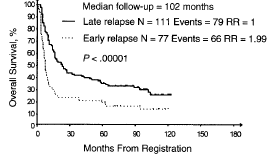 100
90
80
70
60
50
40
30
20
10
0
Overall Survival, %
Median follow-up = 102 months
Late relapse N = 111 Events = 79 RR = 1
Early relapse N = 77 Events = 66 RR = 1.99
P < .00001
0 30 60 90 120 150 180
Months From Registration